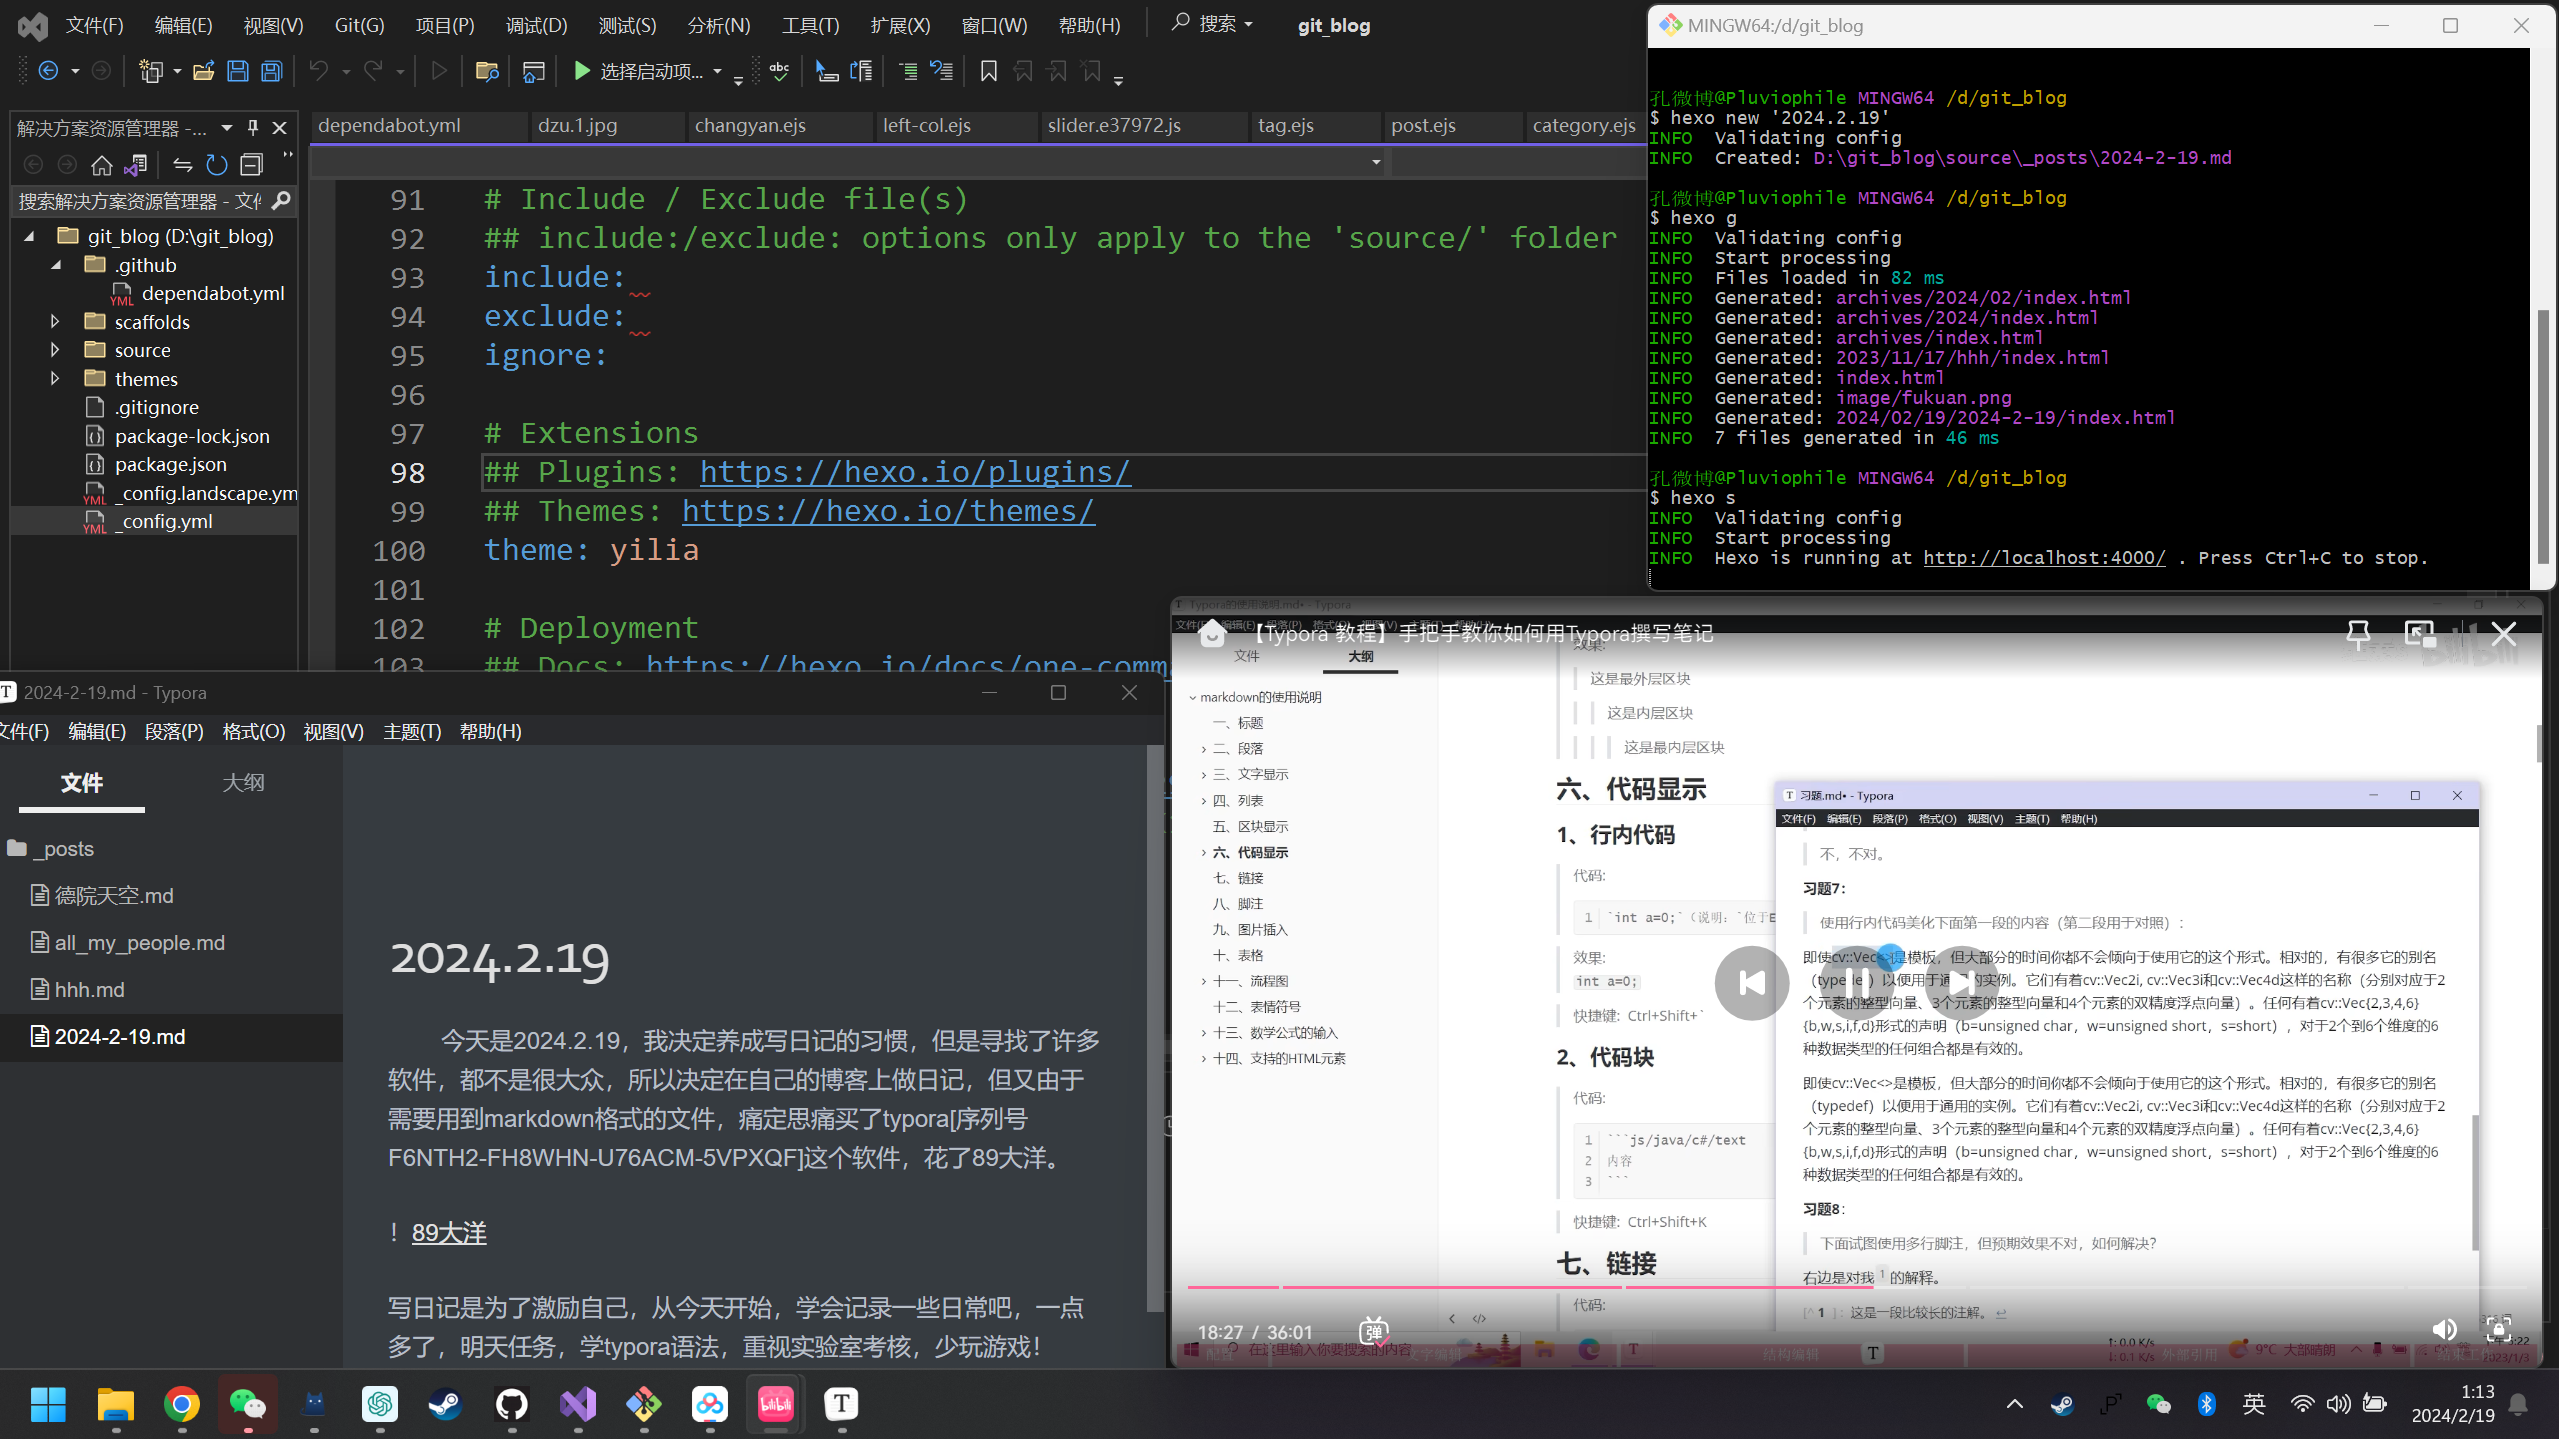 文件(F) 编辑(E) 视图(V) Git(G) 项目(P) 调试(D) 测试(S) 分析(N) 工具(T) 扩展(X) 窗口(W) 帮助(H) 搜索 git_blog
选择启动项...
解决方案资源管理器 -...
搜索解决方案资源管理器 - 文件
git_blog (D:\git_blog)
.github
dependabot.yml
scaffolds
source
themes
.gitignore
package-lock.json
package.json
_config.landscape.ym
_config.yml
dependabot.yml dzu.1.jpg changyan.ejs left-col.ejs slider.e37972.js tag.ejs post.ejs category.ejs
91 # Include / Exclude file(s)
92 ## include:/exclude: options only apply to the 'source/' folder
93 include:
94 exclude:
95 ignore:
96
97 # Extensions
98 ## Plugins: https://hexo.io/plugins/
99 ## Themes: https://hexo.io/themes/
100 theme: yilia
101
102 # Deployment
103 ## Docs: https://hexo.io/docs/one-comma
MINGW64:/d/git_blog
孔微博@Pluviophile MINGW64 /d/git_blog
$ hexo new '2024.2.19'
INFO  Validating config
INFO  Created: D:\git_blog\source\_posts\2024-2-19.md
孔微博@Pluviophile MINGW64 /d/git_blog
$ hexo g
INFO  Validating config
INFO  Start processing
INFO  Files loaded in 82 ms
INFO  Generated: archives/2024/02/index.html
INFO  Generated: archives/2024/index.html
INFO  Generated: archives/index.html
INFO  Generated: 2023/11/17/hhh/index.html
INFO  Generated: index.html
INFO  Generated: image/fukuan.png
INFO  Generated: 2024/02/19/2024-2-19/index.html
INFO  7 files generated in 46 ms
孔微博@Pluviophile MINGW64 /d/git_blog
$ hexo s
INFO  Validating config
INFO  Start processing
INFO  Hexo is running at http://localhost:4000/ . Press Ctrl+C to stop.
2024-2-19.md - Typora
文件(F) 编辑(E) 段落(P) 格式(O) 视图(V) 主题(T) 帮助(H)
文件 大纲
_posts
德院天空.md
all_my_people.md
hhh.md
2024-2-19.md
2024.2.19
今天是2024.2.19，我决定养成写日记的习惯，但是寻找了许多
软件，都不是很大众，所以决定在自己的博客上做日记，但又由于
需要用到markdown格式的文件，痛定思痛买了typora[序列号
F6NTH2-FH8WHN-U76ACM-5VPXQF]这个软件，花了89大洋。
！89大洋
写日记是为了激励自己，从今天开始，学会记录一些日常吧，一点
多了，明天任务，学typora语法，重视实验室考核，少玩游戏！
Typora的使用说明.md• - Typora
【Typora 教程】手把手教你如何用Typora撰写笔记
文件 大纲
markdown的使用说明
一、标题
二、段落
三、文字显示
四、列表
五、区块显示
六、代码显示
七、链接
八、脚注
九、图片插入
十、表格
十一、流程图
十二、表情符号
十三、数学公式的输入
十四、支持的HTML元素
效果:
这是最外层区块
这是内层区块
这是最内层区块
六、代码显示
1、行内代码
代码:
1 `int a=0;`（说明：`位于E
效果:
int a=0;
快捷键: Ctrl+Shift+`
2、代码块
代码:
1 ```js/java/c#/text
2 内容
3 ```
快捷键: Ctrl+Shift+K
七、链接
代码:
习题.md• - Typora
文件(F) 编辑(E) 段落(P) 格式(O) 视图(V) 主题(T) 帮助(H)
不，不对。
习题7:
使用行内代码美化下面第一段的内容（第二段用于对照）:
即使cv::Vec<>是模板，但大部分的时间你都不会倾向于使用它的这个形式。相对的，有很多它的别名
以便用于通 的实例。它们有着cv::Vec2i, cv::Vec3i和cv::Vec4d这样的名称（分别对应于2
个元素的整型向量、3个元素的整型向量和4个元素的双精度浮点向量）。任何有着cv::Vec{2,3,4,6}
{b,w,s,i,f,d}形式的声明（b=unsigned char，w=unsigned short，s=short），对于2个到6个维度的6
种数据类型的任何组合都是有效的。
即使cv::Vec<>是模板，但大部分的时间你都不会倾向于使用它的这个形式。相对的，有很多它的别名
（typedef）以便用于通用的实例。它们有着cv::Vec2i, cv::Vec3i和cv::Vec4d这样的名称（分别对应于2
个元素的整型向量、3个元素的整型向量和4个元素的双精度浮点向量）。任何有着cv::Vec{2,3,4,6}
{b,w,s,i,f,d}形式的声明（b=unsigned char，w=unsigned short，s=short），对于2个到6个维度的6
种数据类型的任何组合都是有效的。
习题8:
下面试图使用多行脚注，但预期效果不对，如何解决?
右边是对我1的解释。
[^1]: 这是一段比较长的注解。
18:27 / 36:01
弹
在这里输入你要搜索的内容
文字编辑 结构编辑 外部引用
9°C 大部晴朗
2023/1/3
英
1:13
2024/2/19